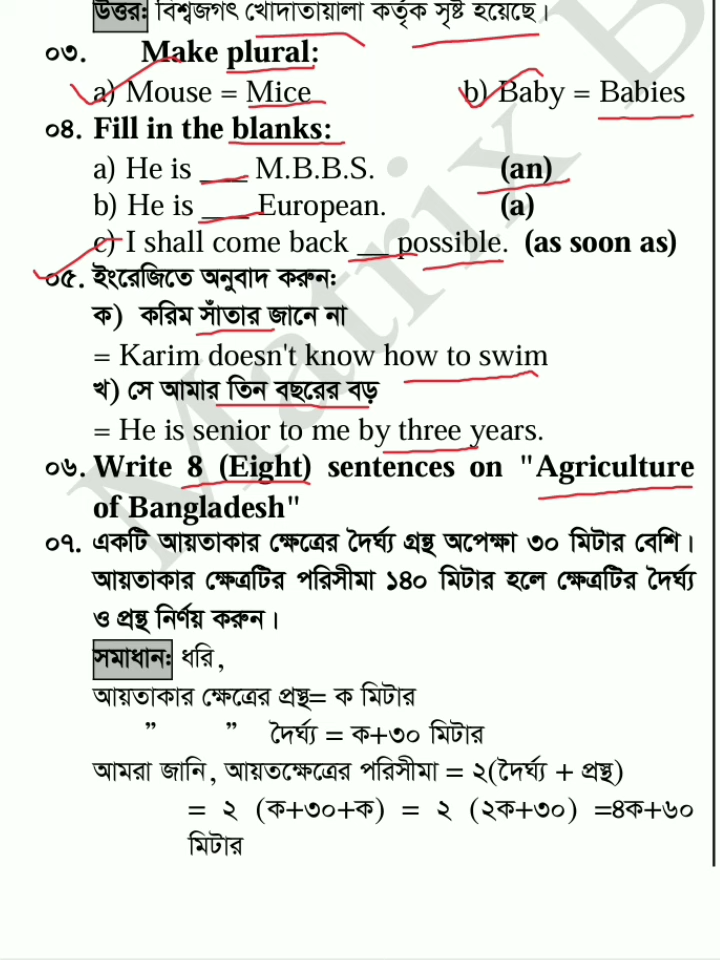 উত্তর: বিশ্বজগৎ খোদাতায়ালা কর্তৃক সৃষ্ট হয়েছে।
০৩. Make plural:
a) Mouse = Mice b) Baby = Babies
০৪. Fill in the blanks:
a) He is ___ M.B.B.S. (an)
b) He is ____ European. (a)
c) I shall come back __ possible. (as soon as)
০৫. ইংরেজিতে অনুবাদ করুন:
ক) করিম সাঁতার জানে না
= Karim doesn't know how to swim
খ) সে আমার তিন বছরের বড়
= He is senior to me by three years.
০৬. Write 8 (Eight) sentences on "Agriculture
of Bangladesh"
০৭. একটি আয়তাকার ক্ষেত্রের দৈর্ঘ্য প্রস্থ অপেক্ষা ৩০ মিটার বেশি।
আয়তাকার ক্ষেত্রটির পরিসীমা ১৪০ মিটার হলে ক্ষেত্রটির দৈর্ঘ্য
ও প্রস্থ নির্ণয় করুন।
সমাধান: ধরি,
আয়তাকার ক্ষেত্রের প্রস্থ= ক মিটার
” ” দৈর্ঘ্য = ক+৩০ মিটার
আমরা জানি, আয়তক্ষেত্রের পরিসীমা = ২(দৈর্ঘ্য + প্রস্থ)
= ২ (ক+৩০+ক) = ২ (২ক+৩০) =৪ক+৬০
মিটার
Matrix B